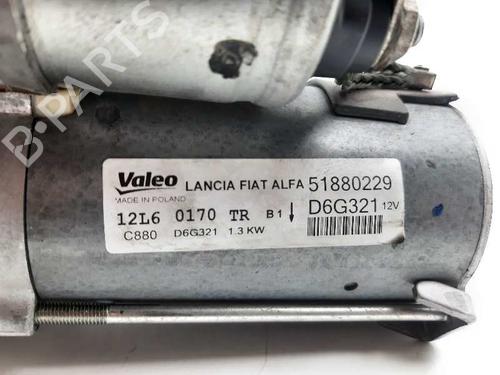 Valeo LANCIA FIAT ALFA 51880229
MADE IN POLAND
12L6 0170 TR B1↓ D6G321 12V
C880 D6G321 1.3 KW
B-PARTS